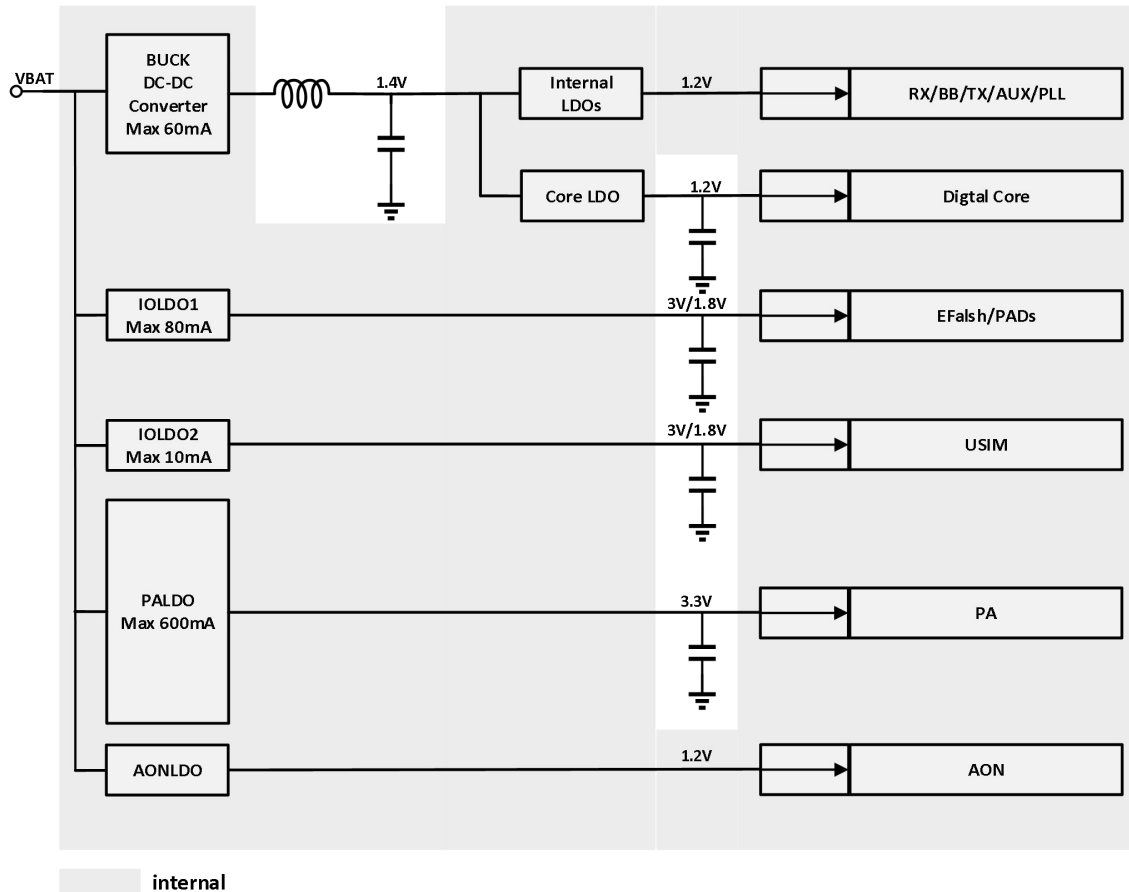 VBAT
BUCK
DC-DC
Converter
Max 60mA
1.4V
Internal
LDOs
1.2V
RX/BB/TX/AUX/PLL
Core LDO
1.2V
Digtal Core
IOLDO1
Max 80mA
3V/1.8V
EFalsh/PADs
IOLDO2
Max 10mA
3V/1.8V
USIM
PALDO
Max 600mA
3.3V
PA
AONLDO
1.2V
AON
internal